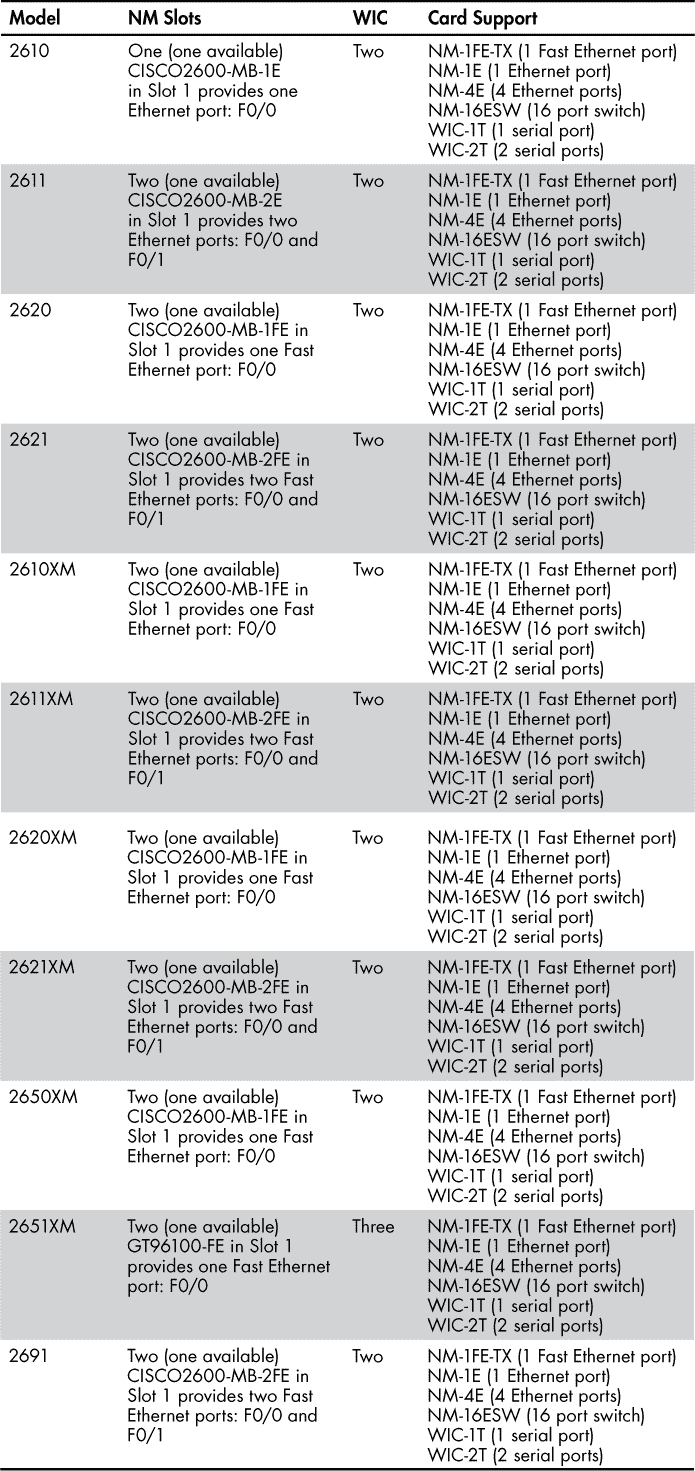 Model NM Slots WIC Card Support
2610 One (one available) Two NM-1FE-TX (1 Fast Ethernet port)
CISCO2600-MB-1E NM-1E (1 Ethernet port)
in Slot 1 provides one NM-4E (4 Ethernet ports)
Ethernet port: F0/0 NM-16ESW (16 port switch)
WIC-1T (1 serial port)
WIC-2T (2 serial ports)
2611 Two (one available) Two NM-1FE-TX (1 Fast Ethernet port)
CISCO2600-MB-2E NM-1E (1 Ethernet port)
in Slot 1 provides two NM-4E (4 Ethernet ports)
Ethernet ports: F0/0 and NM-16ESW (16 port switch)
F0/1 WIC-1T (1 serial port)
WIC-2T (2 serial ports)
2620 Two (one available) Two NM-1FE-TX (1 Fast Ethernet port)
CISCO2600-MB-1FE in NM-1E (1 Ethernet port)
Slot 1 provides one Fast NM-4E (4 Ethernet ports)
Ethernet port: F0/0 NM-16ESW (16 port switch)
WIC-1T (1 serial port)
WIC-2T (2 serial ports)
2621 Two (one available) Two NM-1FE-TX (1 Fast Ethernet port)
CISCO2600-MB-2FE in NM-1E (1 Ethernet port)
Slot 1 provides two Fast NM-4E (4 Ethernet ports)
Ethernet ports: F0/0 and NM-16ESW (16 port switch)
F0/1 WIC-1T (1 serial port)
WIC-2T (2 serial ports)
2610XM Two (one available) Two NM-1FE-TX (1 Fast Ethernet port)
CISCO2600-MB-1FE in NM-1E (1 Ethernet port)
Slot 1 provides one Fast NM-4E (4 Ethernet ports)
Ethernet port: F0/0 NM-16ESW (16 port switch)
WIC-1T (1 serial port)
WIC-2T (2 serial ports)
2611XM Two (one available) Two NM-1FE-TX (1 Fast Ethernet port)
CISCO2600-MB-2FE in NM-1E (1 Ethernet port)
Slot 1 provides two Fast NM-4E (4 Ethernet ports)
Ethernet ports: F0/0 and NM-16ESW (16 port switch)
F0/1 WIC-1T (1 serial port)
WIC-2T (2 serial ports)
2620XM Two (one available) Two NM-1FE-TX (1 Fast Ethernet port)
CISCO2600-MB-1FE in NM-1E (1 Ethernet port)
Slot 1 provides one Fast NM-4E (4 Ethernet ports)
Ethernet port: F0/0 NM-16ESW (16 port switch)
WIC-1T (1 serial port)
WIC-2T (2 serial ports)
2621XM Two (one available) Two NM-1FE-TX (1 Fast Ethernet port)
CISCO2600-MB-2FE in NM-1E (1 Ethernet port)
Slot 1 provides two Fast NM-4E (4 Ethernet ports)
Ethernet ports: F0/0 and NM-16ESW (16 port switch)
F0/1 WIC-1T (1 serial port)
WIC-2T (2 serial ports)
2650XM Two (one available) Two NM-1FE-TX (1 Fast Ethernet port)
CISCO2600-MB-1FE in NM-1E (1 Ethernet port)
Slot 1 provides one Fast NM-4E (4 Ethernet ports)
Ethernet port: F0/0 NM-16ESW (16 port switch)
WIC-1T (1 serial port)
WIC-2T (2 serial ports)
2651XM Two (one available) Three NM-1FE-TX (1 Fast Ethernet port)
GT96100-FE in Slot 1 NM-1E (1 Ethernet port)
provides one Fast Ethernet NM-4E (4 Ethernet ports)
port: F0/0 NM-16ESW (16 port switch)
WIC-1T (1 serial port)
WIC-2T (2 serial ports)
2691 Two (one available) Two NM-1FE-TX (1 Fast Ethernet port)
CISCO2600-MB-2FE in NM-1E (1 Ethernet port)
Slot 1 provides two Fast NM-4E (4 Ethernet ports)
Ethernet ports: F0/0 and NM-16ESW (16 port switch)
F0/1 WIC-1T (1 serial port)
WIC-2T (2 serial ports)